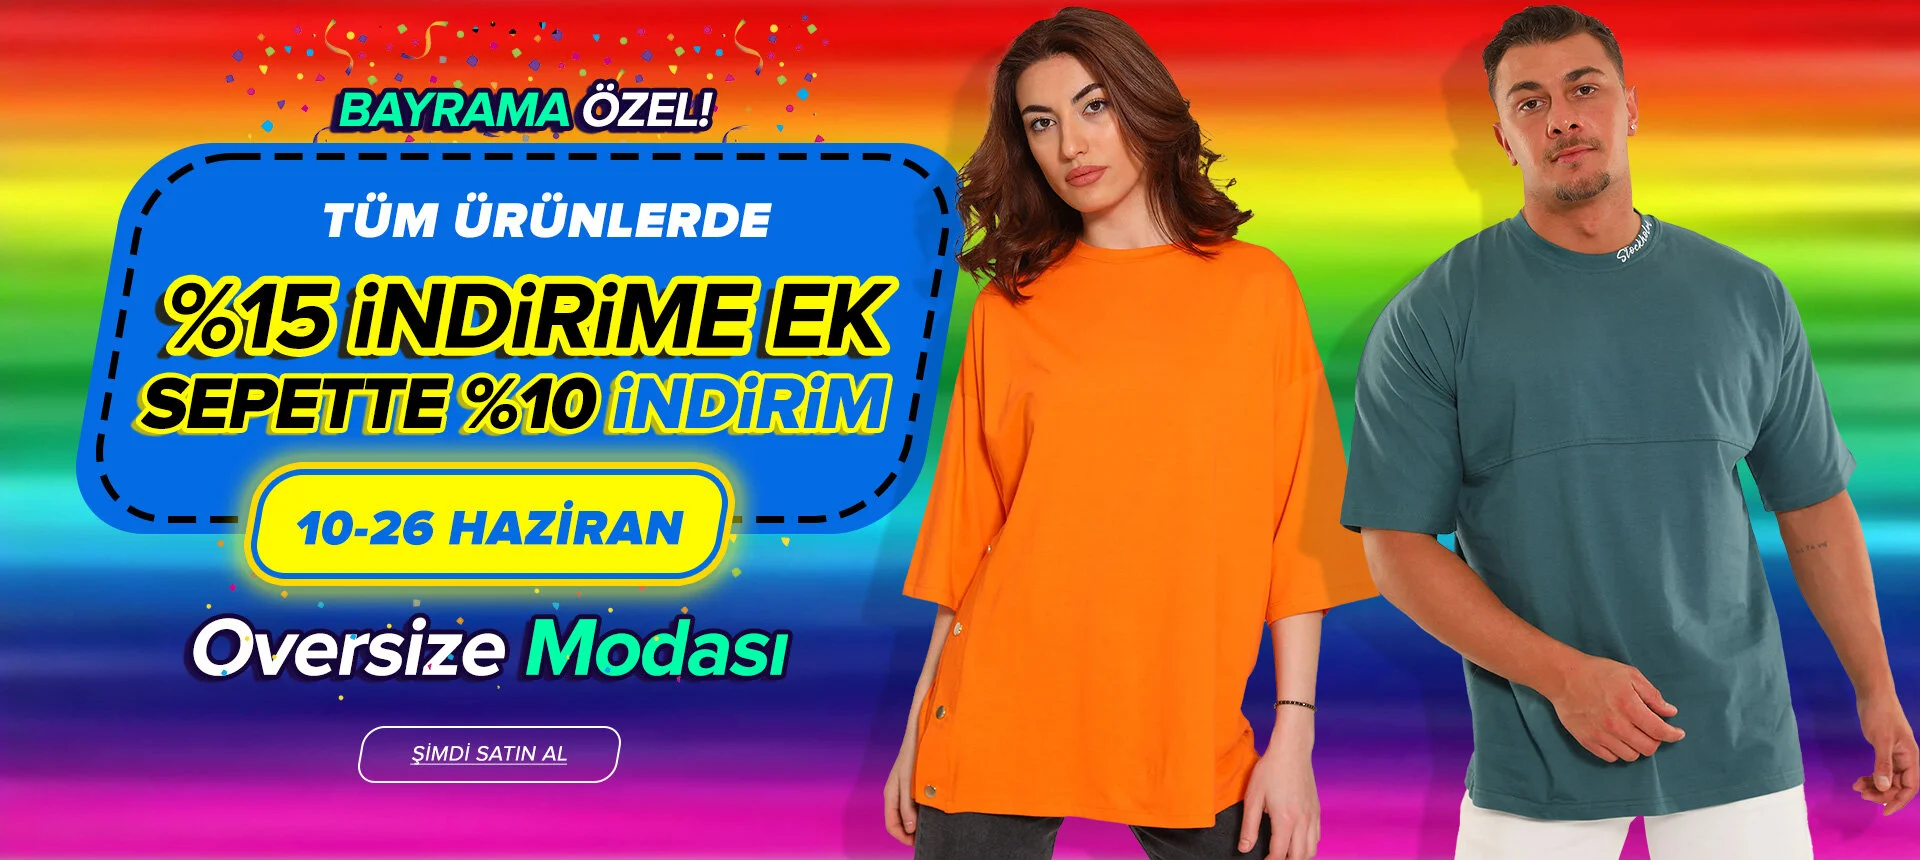 BAYRAMA ÖZEL!
TÜM ÜRÜNLERDE
%15 İNDİRİME EK
SEPETTE %10 İNDİRİM
10-26 HAZİRAN
Oversize Modası
ŞİMDİ SATIN AL
Stockholm